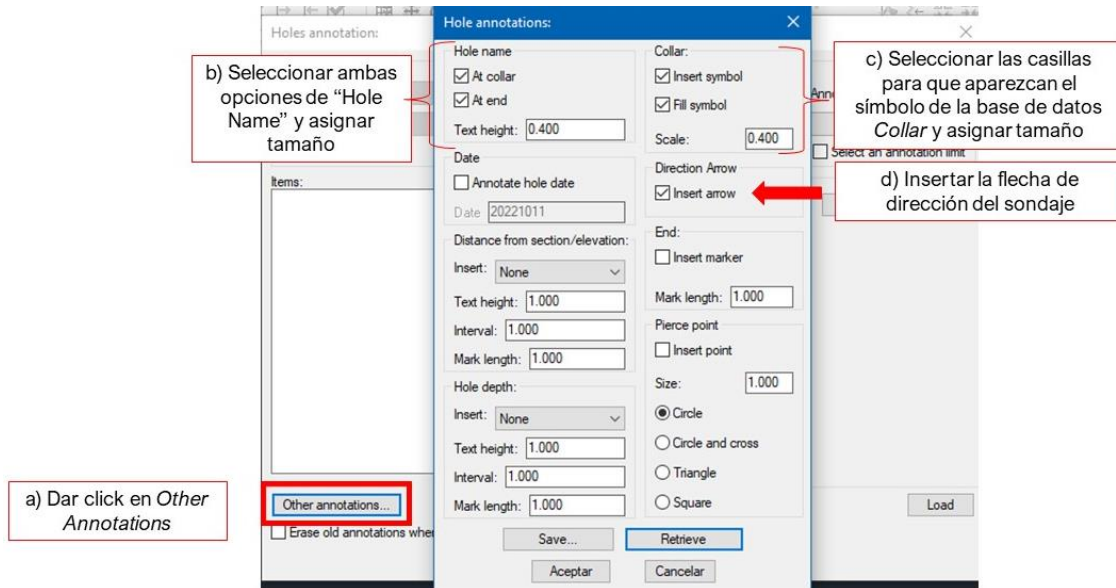 Holes annotation:
Hole annotations:
b) Seleccionar ambas
opciones de “Hole
Name” y asignar
tamaño
Hole name
At collar
At end
Text height: 0.400
Collar:
Insert symbol
Fill symbol
Scale: 0.400
c) Seleccionar las casillas
para que aparezcan el
símbolo de la base de datos
Collar y asignar tamaño
Select an annotation limit
Items:
Date
Annotate hole date
Date 20221011
Direction Arrow
Insert arrow
d) Insertar la flecha de
dirección del sondaje
Distance from section/elevation:
Insert: None
Text height: 1.000
Interval: 1.000
Mark length: 1.000
End:
Insert marker
Mark length: 1.000
Hole depth:
Insert: None
Text height: 1.000
Interval: 1.000
Mark length: 1.000
Pierce point
Insert point
Size: 1.000
Circle
Circle and cross
Triangle
Square
a) Dar click en Other
Annotations
Other annotations...
Load
Erase old annotations
Save...
Retrieve
Aceptar
Cancelar